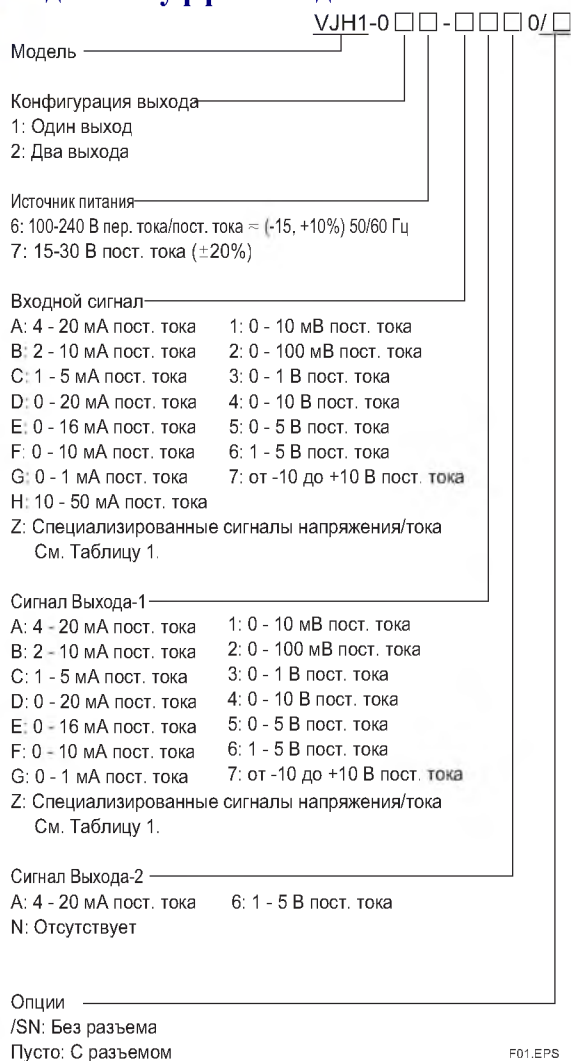 VJH1-0 □ □ - □ □ □ 0/ □
Модель
Конфигурация выхода
1: Один выход
2: Два выхода
Источник питания
6: 100-240 В пер. тока/пост. тока ≂ (-15, +10%) 50/60 Гц
7: 15-30 В пост. тока (±20%)
Входной сигнал
A: 4 - 20 мА пост. тока 1: 0 - 10 мВ пост. тока
B: 2 - 10 мА пост. тока 2: 0 - 100 мВ пост. тока
C: 1 - 5 мА пост. тока 3: 0 - 1 В пост. тока
D: 0 - 20 мА пост. тока 4: 0 - 10 В пост. тока
E: 0 - 16 мА пост. тока 5: 0 - 5 В пост. тока
F: 0 - 10 мА пост. тока 6: 1 - 5 В пост. тока
G: 0 - 1 мА пост. тока 7: от -10 до +10 В пост. тока
H: 10 - 50 мА пост. тока
Z: Специализированные сигналы напряжения/тока
См. Таблицу 1.
Сигнал Выхода-1
A: 4 - 20 мА пост. тока 1: 0 - 10 мВ пост. тока
B: 2 - 10 мА пост. тока 2: 0 - 100 мВ пост. тока
C: 1 - 5 мА пост. тока 3: 0 - 1 В пост. тока
D: 0 - 20 мА пост. тока 4: 0 - 10 В пост. тока
E: 0 - 16 мА пост. тока 5: 0 - 5 В пост. тока
F: 0 - 10 мА пост. тока 6: 1 - 5 В пост. тока
G: 0 - 1 мА пост. тока 7: от -10 до +10 В пост. тока
Z: Специализированные сигналы напряжения/тока
См. Таблицу 1.
Сигнал Выхода-2
A: 4 - 20 мА пост. тока 6: 1 - 5 В пост. тока
N: Отсутствует
Опции
/SN: Без разъема
Пусто: С разъемом
F01.EPS